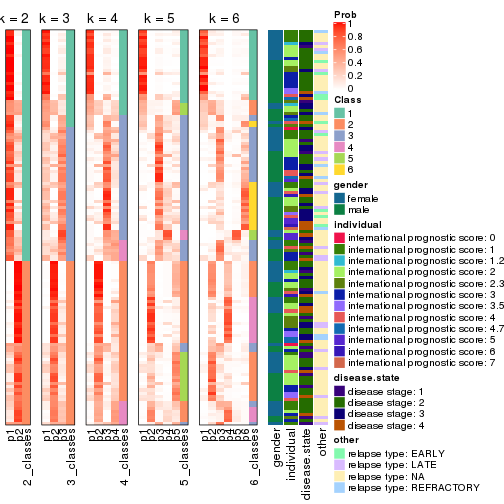 k = 2
k = 3
k = 4
k = 5
k = 6
Prob
1
0.8
0.6
0.4
0.2
0
Class
1
2
3
4
5
6
gender
female
male
individual
international prognostic score: 0
international prognostic score: 1
international prognostic score: 1.2
international prognostic score: 2
international prognostic score: 2.3
international prognostic score: 3
international prognostic score: 3.5
international prognostic score: 4
international prognostic score: 4.7
international prognostic score: 5
international prognostic score: 6
international prognostic score: 7
disease.state
disease stage: 1
disease stage: 2
disease stage: 3
disease stage: 4
other
relapse type: EARLY
relapse type: LATE
relapse type: NA
relapse type: REFRACTORY
p1
p2
2_classes
p1
p2
p3
3_classes
p1
p2
p3
p4
4_classes
p1
p2
p3
p4
p5
5_classes
p1
p2
p3
p4
p5
p6
6_classes
gender
individual
disease.state
other